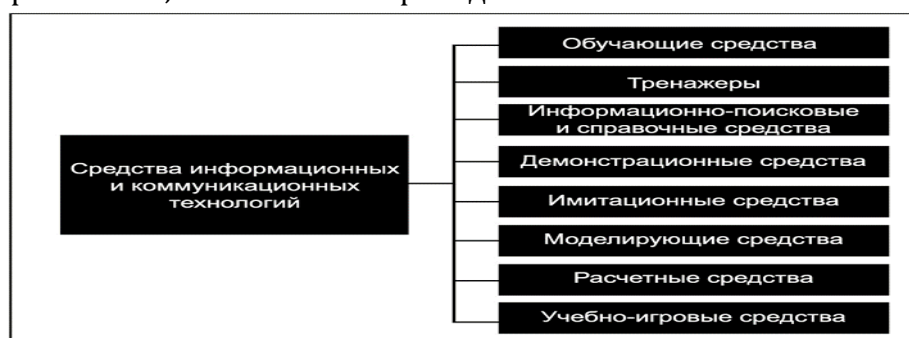 Обучающие средства
Тренажеры
Информационно-поисковые
и справочные средства
Средства информационных
и коммуникационных
технологий
Демонстрационные средства
Имитационные средства
Моделирующие средства
Расчетные средства
Учебно-игровые средства